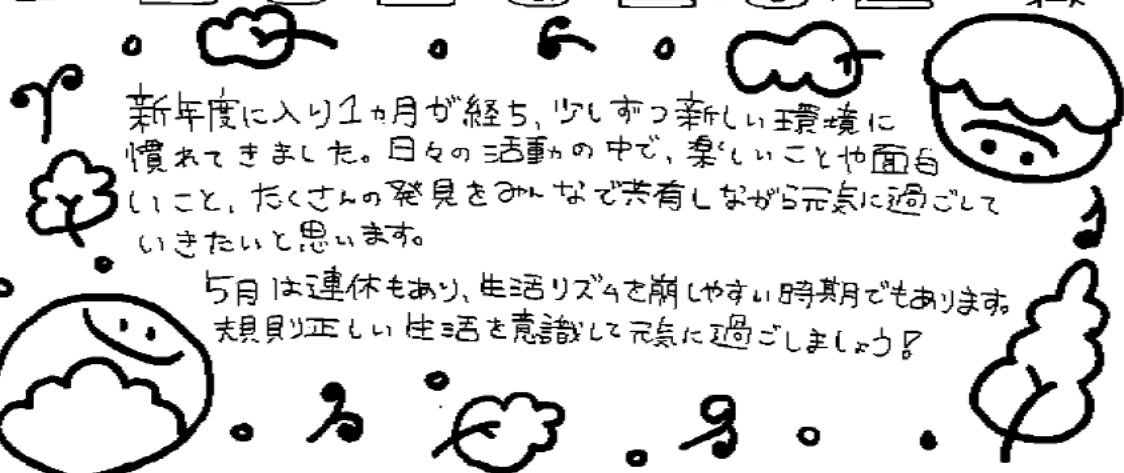 新年度に入り1ヵ月が経ち、少しずつ新しい環境に
慣れてきました。日々の活動の中で、楽しいことや面白
いこと、たくさんの発見をみんなで共有しながら元気に過ごして
いきたいと思います。
5月は連休もあり、生活リズムを崩しやすい時期でもあります。
規則正しい生活を意識して元気に過ごしましょう!